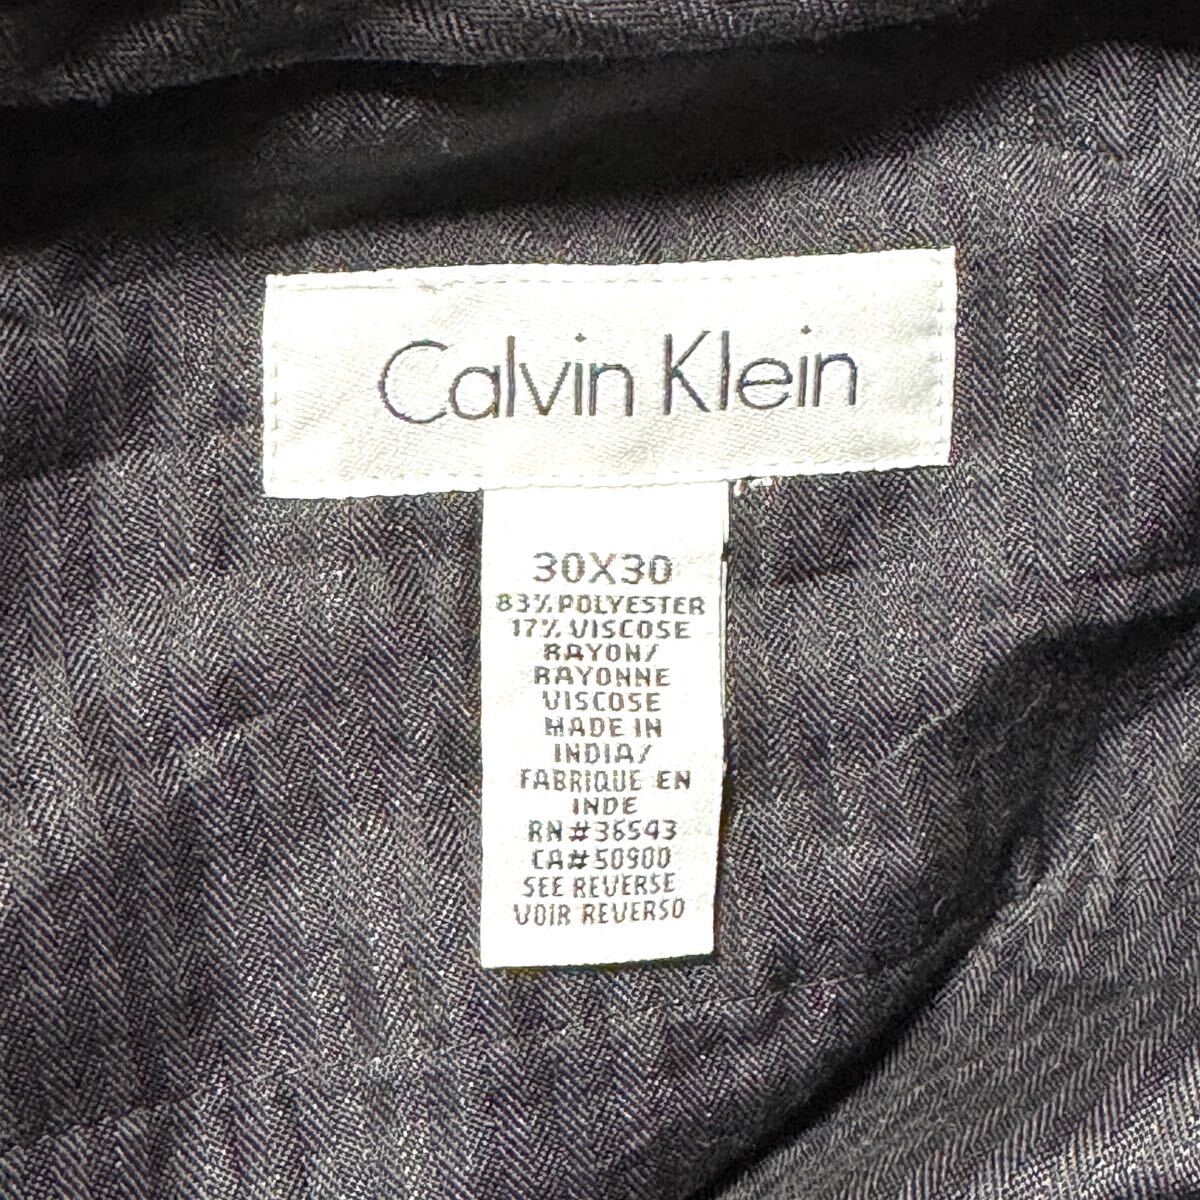 Calvin Klein
30X30
83% POLYESTER
17% VISCOSE
RAYON/
RAYONNE
VISCOSE
MADE IN
INDIA/
FABRIQUE EN
INDE
RN#36543
CA#50900
SEE REVERSE
VOIR REVERSO